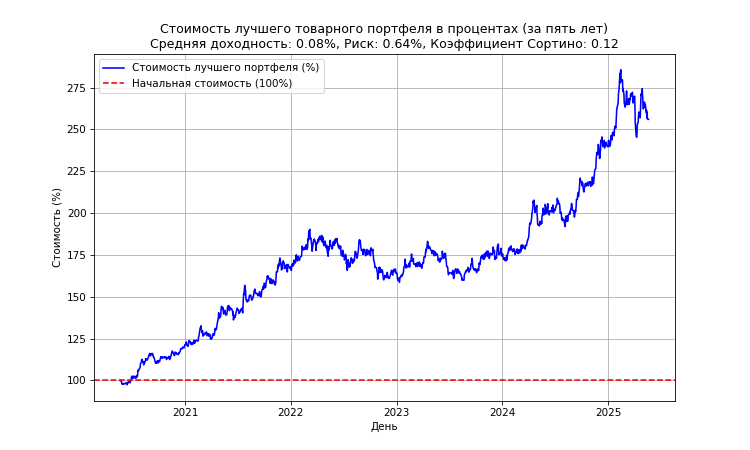 Стоимость лучшего товарного портфеля в процентах (за пять лет)
Средняя доходность: 0.08%, Риск: 0.64%, Коэффициент Сортино: 0.12
Стоимость лучшего портфеля (%)
Начальная стоимость (100%)
Стоимость (%)
275
250
225
200
175
150
125
100
2021
2022
2023
2024
2025
День